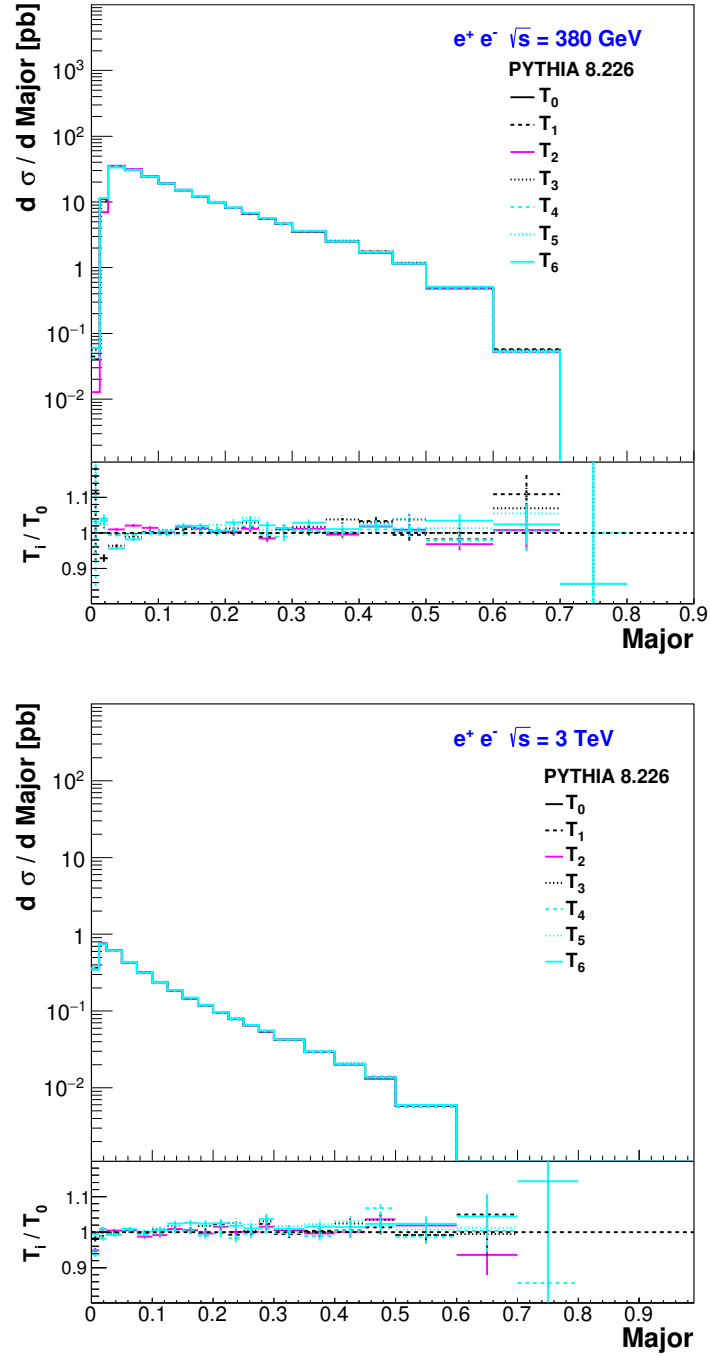 e⁺ e⁻ √s = 380 GeV
PYTHIA 8.226
T₀
T₁
T₂
T₃
T₄
T₅
T₆
d σ / d Major [pb]
10³
10²
10
1
10⁻¹
10⁻²
Tᵢ / T₀
1.1
1
0.9
0 0.1 0.2 0.3 0.4 0.5 0.6 0.7 0.8 0.9
Major
e⁺ e⁻ √s = 3 TeV
PYTHIA 8.226
T₀
T₁
T₂
T₃
T₄
T₅
T₆
d σ / d Major [pb]
10²
10
1
10⁻¹
10⁻²
Tᵢ / T₀
1.1
1
0.9
0 0.1 0.2 0.3 0.4 0.5 0.6 0.7 0.8 0.9
Major